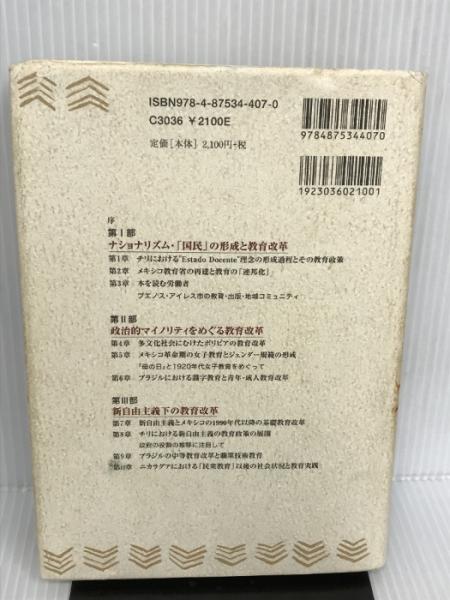 ISBN978-4-87534-407-0
C3036 ￥2100E
定価[本体] 2,100円+税
9784875344070
1923036021001
序
第Ⅰ部
ナショナリズム・「国民」の形成と教育改革
第1章 チリにおける"Estado Docente"理念の形成過程とその教育政策
第2章 メキシコ教育省の再建と教育の「連邦化」
第3章 本を読む労働者
ブエノス・アイレス市の教育・出版・地域コミュニティ
第Ⅱ部
政治的マイノリティをめぐる教育改革
第4章 多文化社会にむけたボリビアの教育改革
第5章 メキシコ革命期の女子教育とジェンダー規範の形成
『母の日』と1920年代女子教育をめぐって
第6章 ブラジルにおける識字教育と青年・成人教育
第Ⅲ部
新自由主義下の教育改革
第7章 新自由主義とメキシコの1990年代以降の基礎教育改革
第8章 チリにおける新自由主義の教育政策の展開
政府の役割の推移に注目して
第9章 ブラジルの中等教育改革と職業技術教育
第10章 ニカラグアにおける「民衆教育」以後の社会状況と教育実践